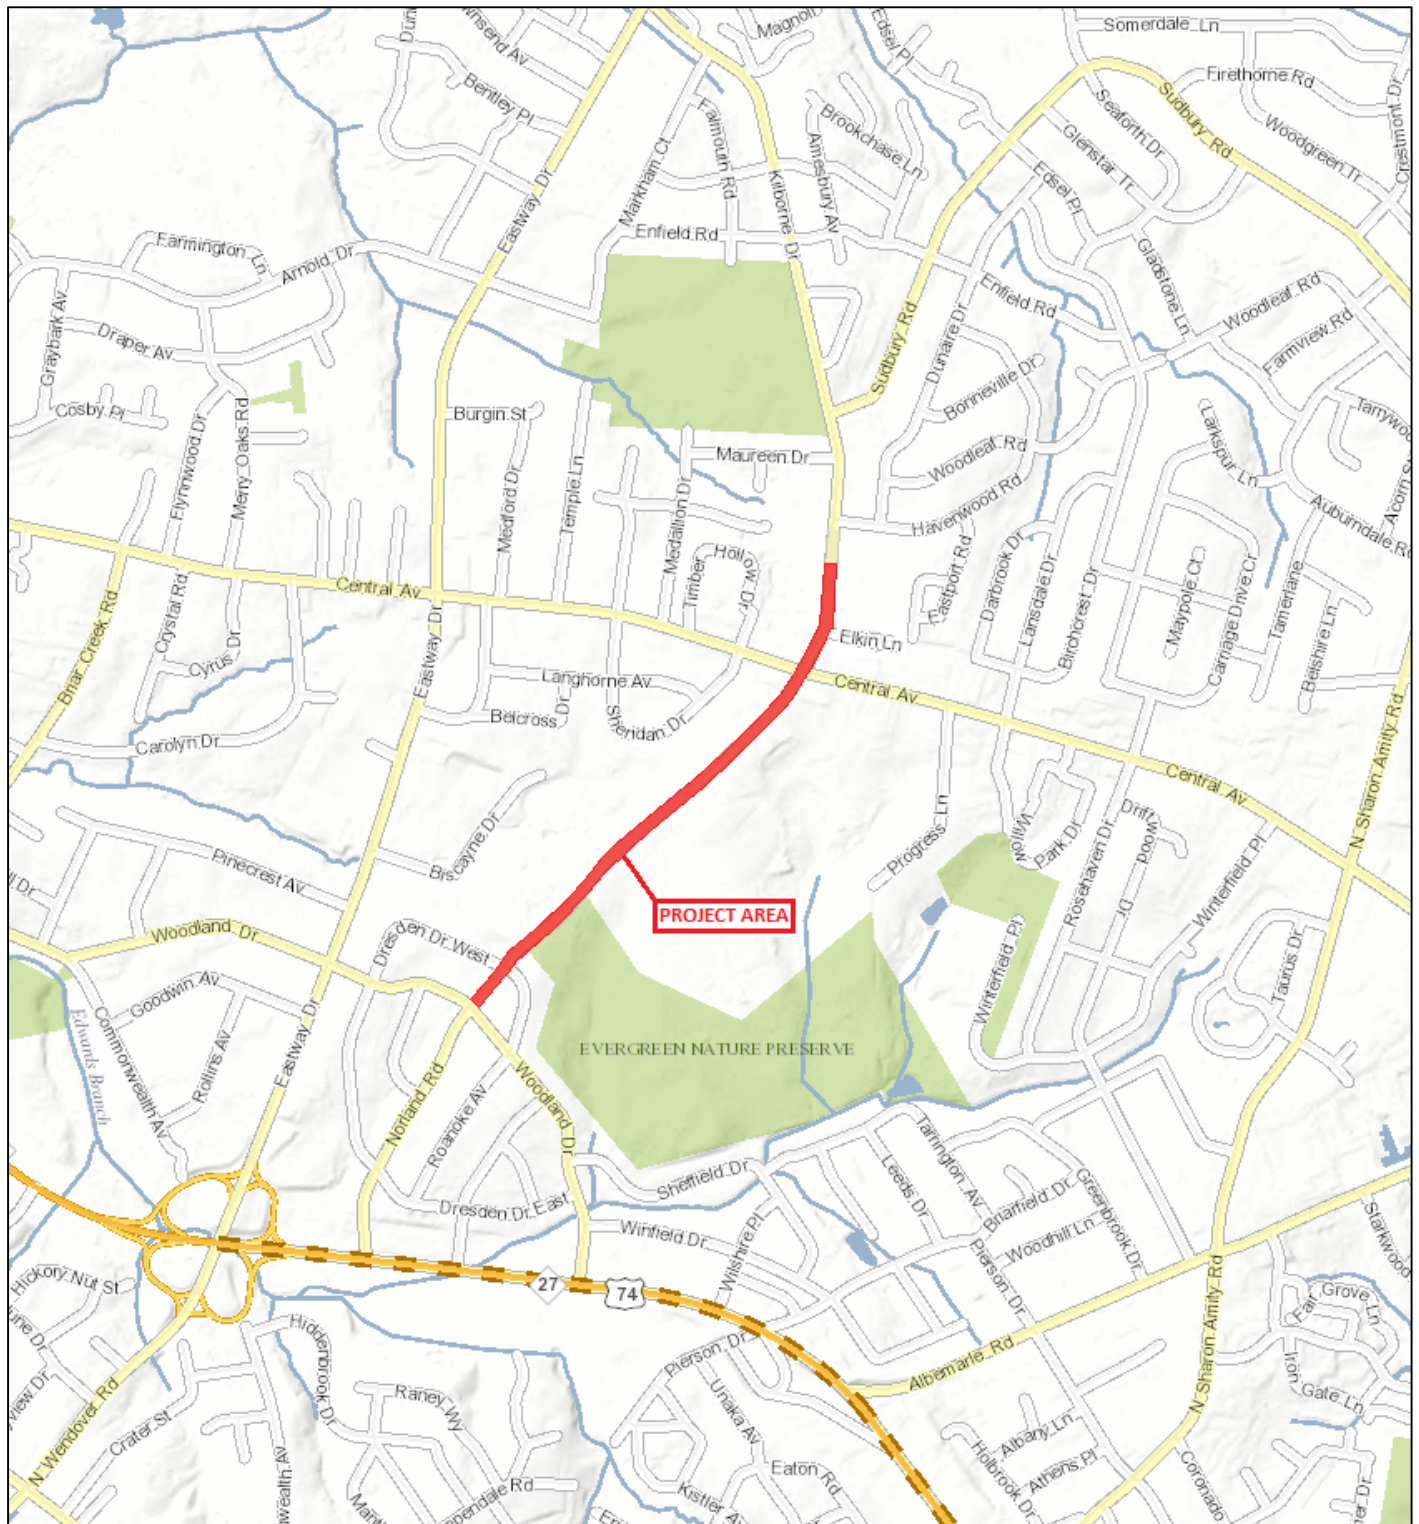 Somerdale Ln
Edsel Pl
Bentley Pl
Firethorne Rd
Sudbury Rd
Crestmont Dr
Seaforth Dr
Brookchase Ln
Falmouth Rd
Amesbury Av
Glenstar Tr
Woodgreen Tr
Markham Ct
Kilborne Dr
Edsel Pl
Eastway Dr
Enfield Rd
Farmington Ln
Arnold Dr
Gladstone Ln
Enfield Rd
Woodleaf Rd
Graybark Av
Draper Av
Sudbury Rd
Dunaire Dr
Farmview Rd
Bonneville Dr
Cosby Pl
Burgin St
Flynnwood Dr
Merry Oaks Rd
Larkspur Ln
Maureen Dr
Woodleaf Rd
Temple Ln
Medford Dr
Medallion Dr
Havenwood Rd
Auburndale Rd
Timber Hollow Dr
Eastport Rd
Darbrook Dr
Lansdale Dr
Birchcrest Dr
Maypole Ct
Carriage Drive Cr
Tamerlane
Central Av
Briar Creek Rd
Crystal Rd
Cyrus Dr
Elkin Ln
Belshire Ln
Eastway Dr
Langhorne Av
Central Av
Belcross Dr
Sheridan Dr
Carolyn Dr
N Sharon Amity Rd
Central Av
Biscayne Dr
Progress Ln
Willow Park Dr
Driftwood Dr
Pinecrest Av
Rosehaven Dr
Winterfield Pl
PROJECT AREA
Woodland Dr
Dresden Dr West
Winterfield Pl
Taurus Dr
Goodwin Av
Edwards Branch
Commonwealth Av
Rollins Av
Eastway Dr
EVERGREEN NATURE PRESERVE
Norland Rd
Roanoke Av
Woodland Dr
Sheffield Dr
Tarrington Av
Leeds Dr
Briarfield Dr
Greenbrook Dr
Dresden Dr East
Winfield Dr
Wilshire Pl
Woodhill Ln
Pierson Dr
Starkwood
Hickory Nut St
27
74
Hiddenbrook Dr
Pierson Dr
Albemarle Rd
N Sharon Amity Rd
Iron Gate Ln
N Wendover Rd
Crater St
Raney Wy
Unaka Av
Albany Ln
Holbrook Dr
Athens Pl
Eaton Rd
Kistler Av
Coronado